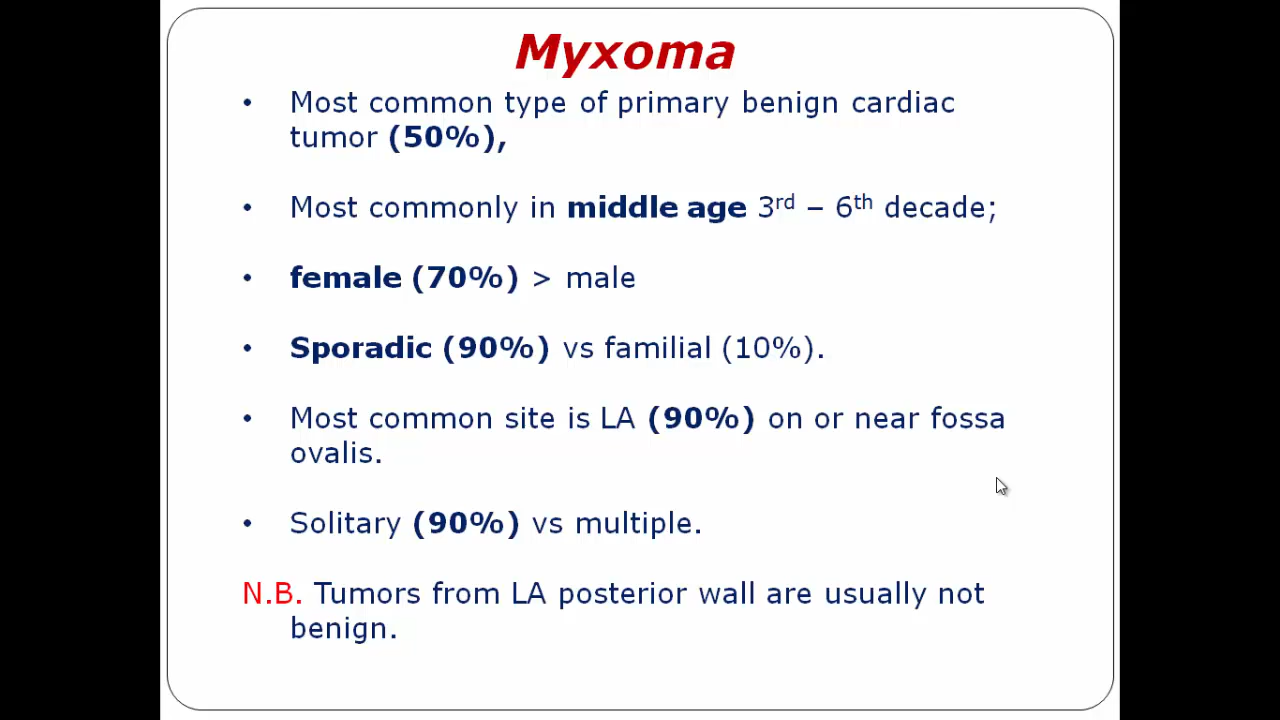 Myxoma
• Most common type of primary benign cardiac
tumor (50%),
• Most commonly in middle age 3rd – 6th decade;
• female (70%) > male
• Sporadic (90%) vs familial (10%).
• Most common site is LA (90%) on or near fossa
ovalis.
• Solitary (90%) vs multiple.
N.B. Tumors from LA posterior wall are usually not
benign.